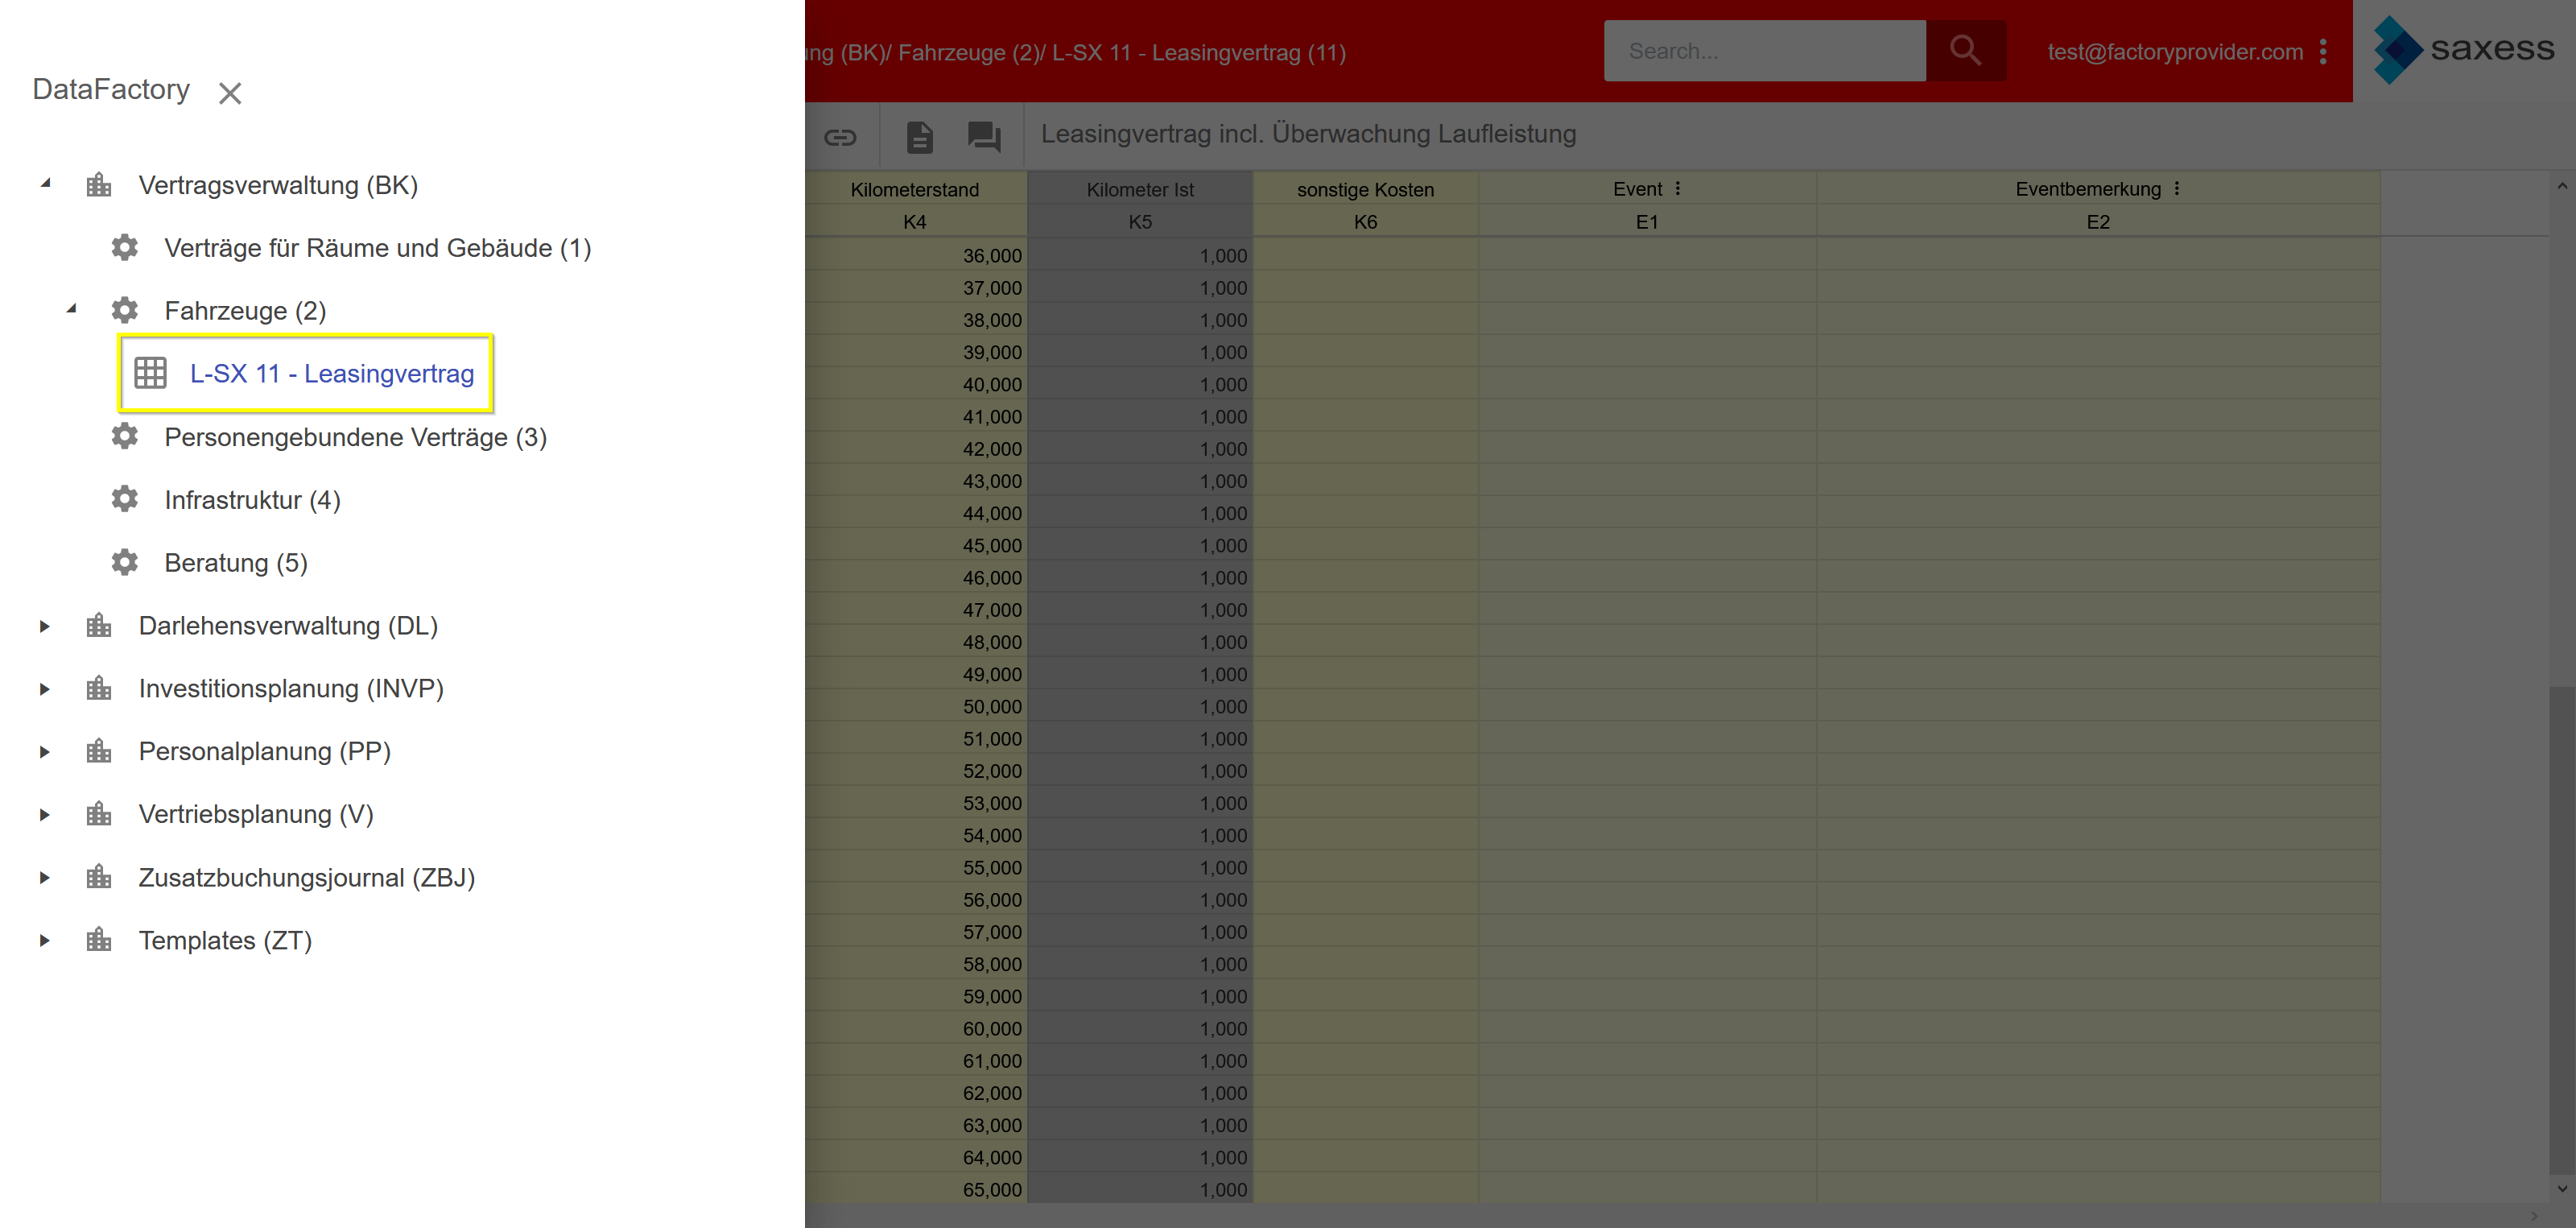 DataFactory
Vertragsverwaltung (BK)
Verträge für Räume und Gebäude (1)
Fahrzeuge (2)
L-SX 11 - Leasingvertrag
Personengebundene Verträge (3)
Infrastruktur (4)
Beratung (5)
Darlehensverwaltung (DL)
Investitionsplanung (INVP)
Personalplanung (PP)
Vertriebsplanung (V)
Zusatzbuchungsjournal (ZBJ)
Templates (ZT)
ng (BK)/ Fahrzeuge (2)/ L-SX 11 - Leasingvertrag (11)
Search...
test@factoryprovider.com
saxess
Leasingvertrag incl. Überwachung Laufleistung
Kilometerstand Kilometer Ist sonstige Kosten Event Eventbemerkung
K4 K5 K6 E1 E2
36,000 1,000
37,000 1,000
38,000 1,000
39,000 1,000
40,000 1,000
41,000 1,000
42,000 1,000
43,000 1,000
44,000 1,000
45,000 1,000
46,000 1,000
47,000 1,000
48,000 1,000
49,000 1,000
50,000 1,000
51,000 1,000
52,000 1,000
53,000 1,000
54,000 1,000
55,000 1,000
56,000 1,000
57,000 1,000
58,000 1,000
59,000 1,000
60,000 1,000
61,000 1,000
62,000 1,000
63,000 1,000
64,000 1,000
65,000 1,000